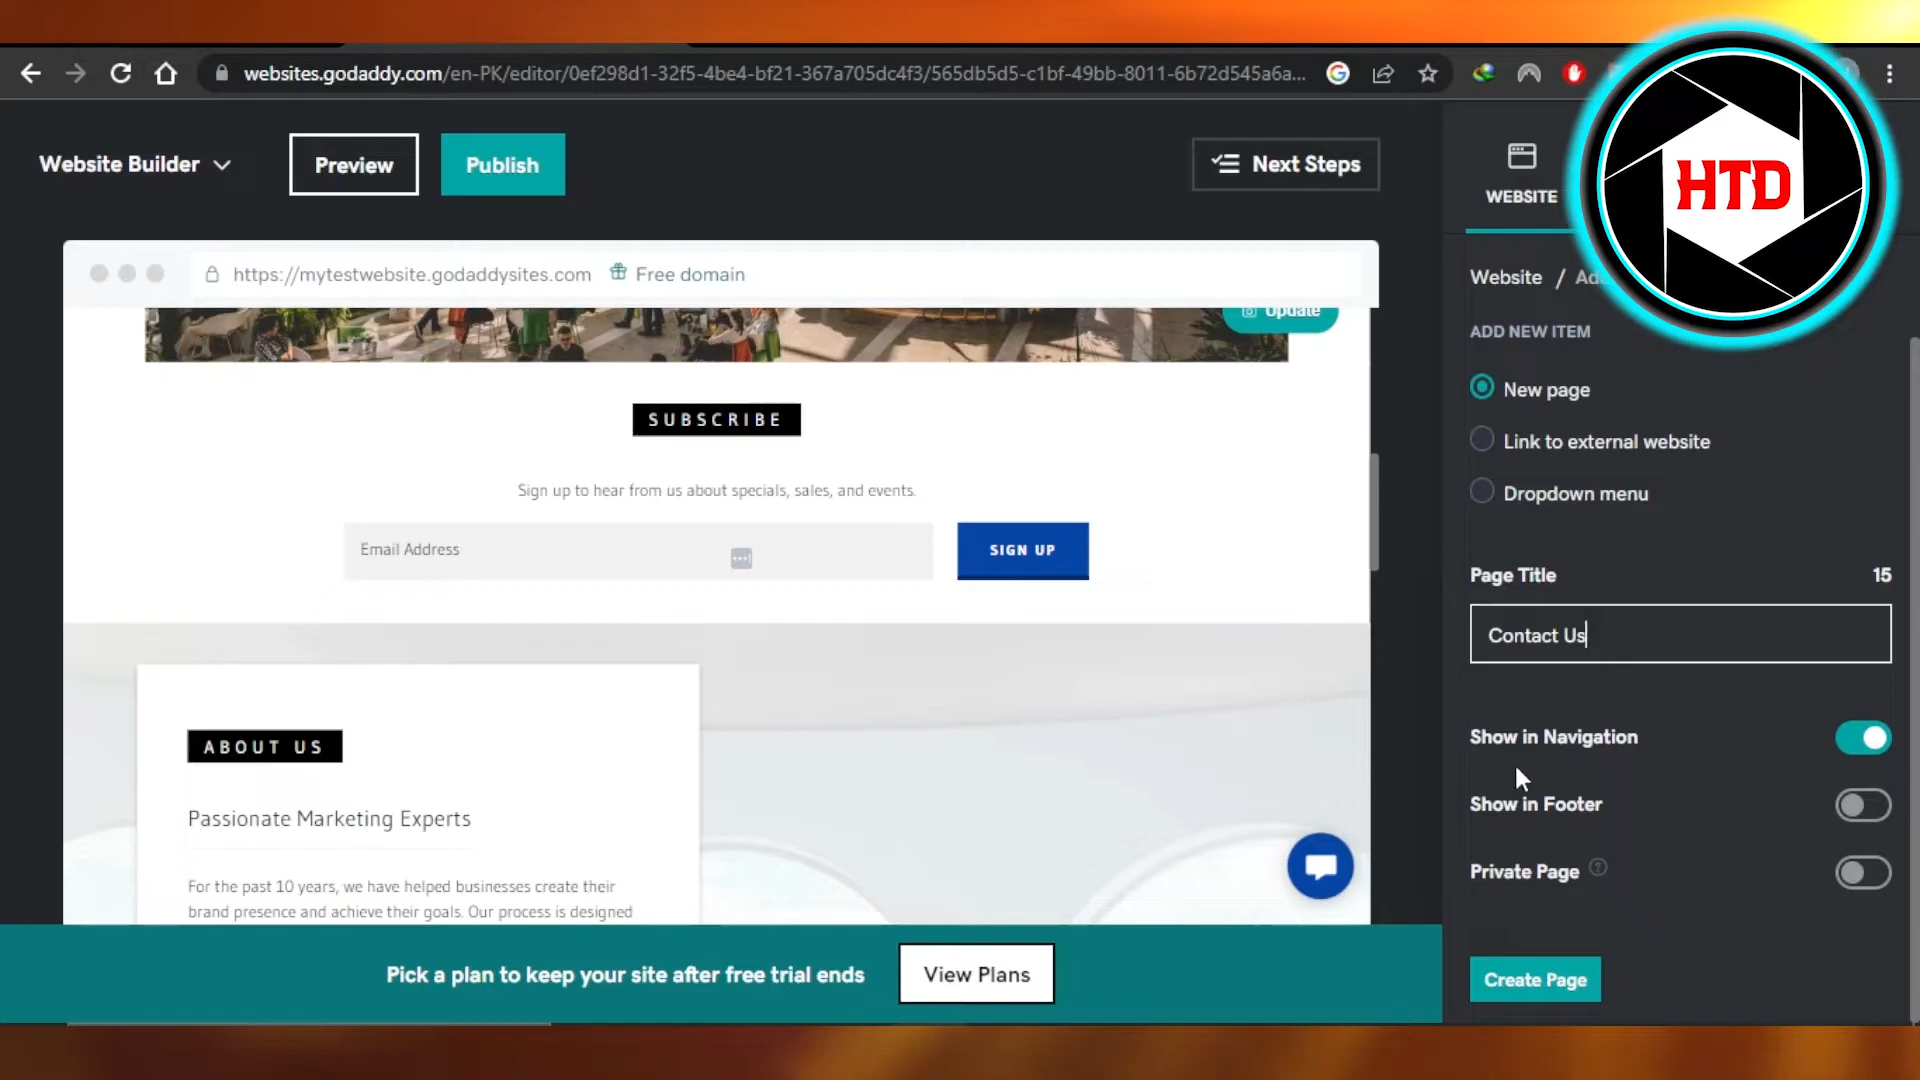 websites.godaddy.com/en-PK/editor/0ef298d1-32f5-4be4-bf21-367a705dc4f3/565db5d5-c1bf-49bb-8011-6b72d545a6a...
Website Builder
Preview
Publish
Next Steps
WEBSITE
HTD
https://mytestwebsite.godaddysites.com
Free domain
Update
SUBSCRIBE
Sign up to hear from us about specials, sales, and events.
Email Address
SIGN UP
ABOUT US
Passionate Marketing Experts
For the past 10 years, we have helped businesses create their
brand presence and achieve their goals. Our process is designed
Pick a plan to keep your site after free trial ends
View Plans
Website /
ADD NEW ITEM
New page
Link to external website
Dropdown menu
Page Title
15
Contact Us
Show in Navigation
Show in Footer
Private Page
Create Page